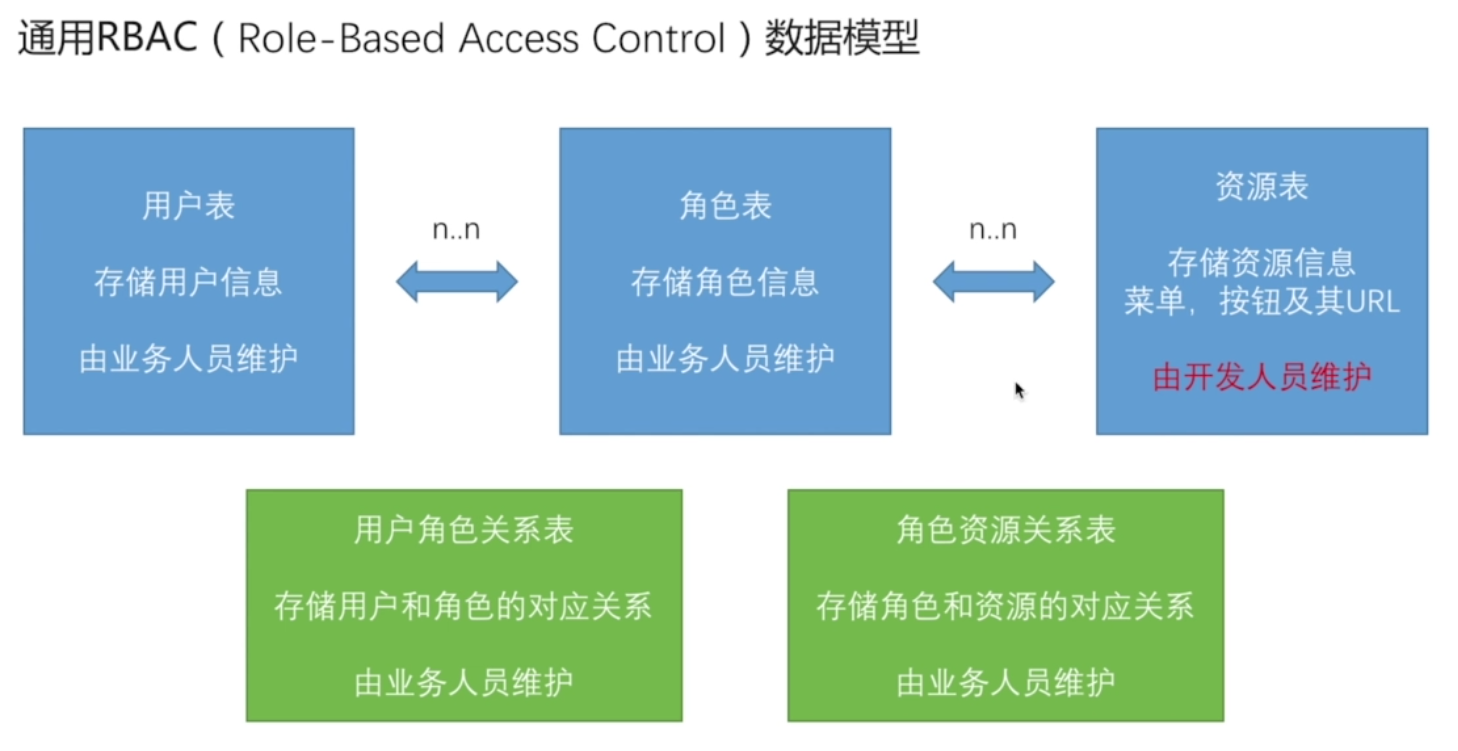 通用RBAC（Role-Based Access Control）数据模型
用户表
存储用户信息
由业务人员维护
n..n
角色表
存储角色信息
由业务人员维护
n..n
资源表
存储资源信息
菜单，按钮及其URL
由开发人员维护
用户角色关系表
存储用户和角色的对应关系
由业务人员维护
角色资源关系表
存储角色和资源的对应关系
由业务人员维护